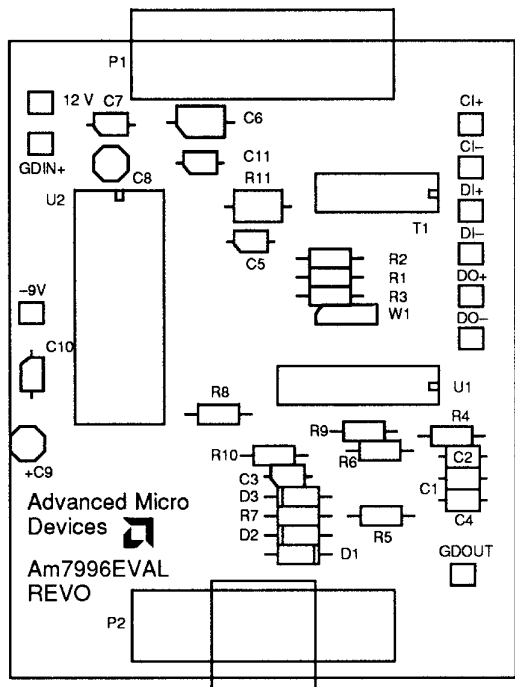 P1
12 V
C7
C6
CI+
GDIN+
C8
C11
CI–
U2
R11
DI+
T1
C5
DI–
R2
–9V
R1
DO+
R3
W1
DO–
C10
U1
R8
R9
R4
+C9
R10
R6
C2
C3
C1
Advanced Micro
Devices
D3
R7
R5
C4
D2
D1
GDOUT
Am7996EVAL
REVO
P2